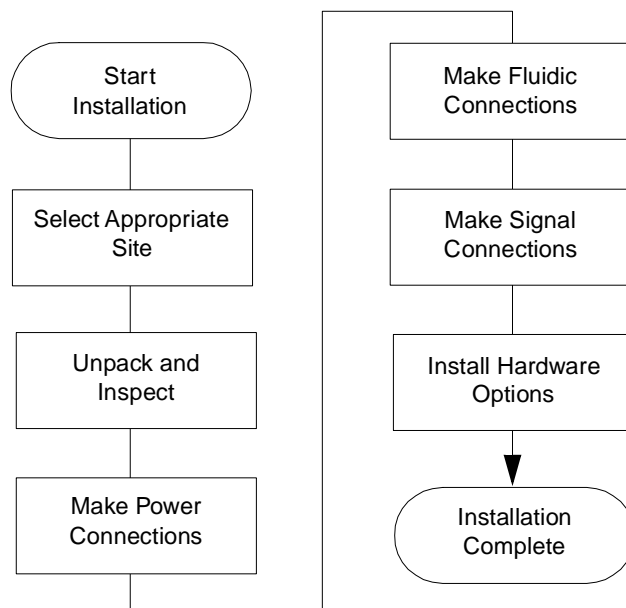 Start
Installation
Select Appropriate
Site
Unpack and
Inspect
Make Power
Connections
Make Fluidic
Connections
Make Signal
Connections
Install Hardware
Options
Installation
Complete